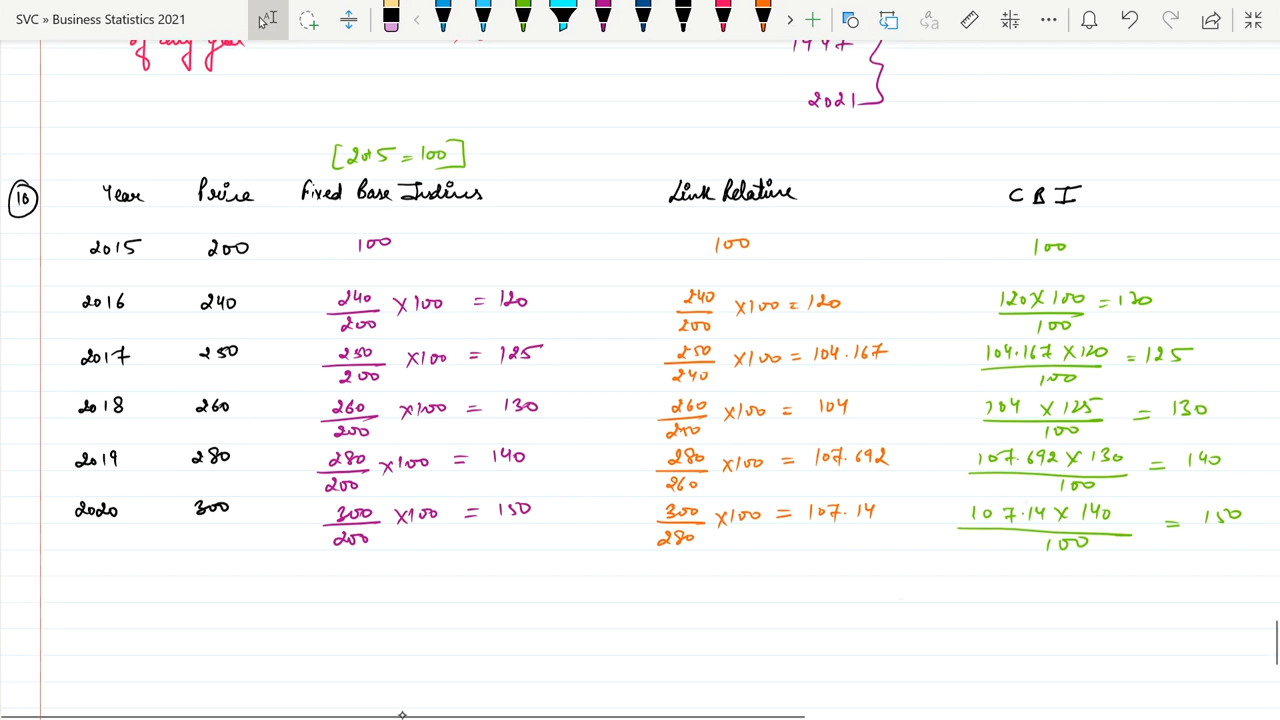 SVC » Business Statistics 2021
of any year
1947
2021
[2015 = 100]
10 Year Price Fixed Base Indices Link Relative C B I
2015 200 100 100 100
2016 240 240/200 × 100 = 120 240/200 × 100 = 120 120 × 100/100 = 120
2017 250 250/200 × 100 = 125 250/240 × 100 = 104.167 104.167 × 120/100 = 125
2018 260 260/200 × 100 = 130 260/250 × 100 = 104 104 × 125/100 = 130
2019 280 280/200 × 100 = 140 280/260 × 100 = 107.692 107.692 × 130/100 = 140
2020 300 300/200 × 100 = 150 300/280 × 100 = 107.14 107.14 × 140/100 = 150